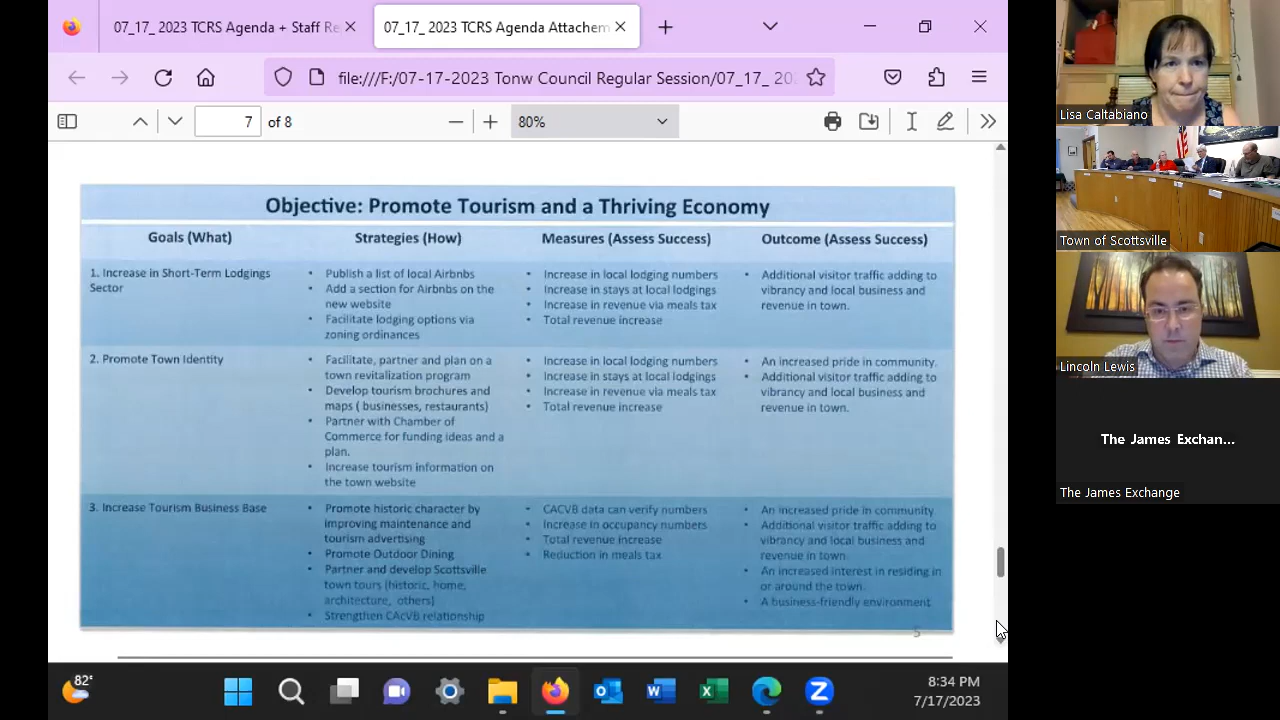 07_17_ 2023 TCRS Agenda + Staff Re
07_17_ 2023 TCRS Agenda Attachem
file:///F:/07-17-2023 Tonw Council Regular Session/07_17_ 20
7 of 8
80%
Objective: Promote Tourism and a Thriving Economy
Goals (What) Strategies (How) Measures (Assess Success) Outcome (Assess Success)
1. Increase in Short-Term Lodgings
Sector
• Publish a list of local Airbnbs
• Add a section for Airbnbs on the
new website
• Facilitate lodging options via
zoning ordinances
• Increase in local lodging numbers
• Increase in stays at local lodgings
• Increase in revenue via meals tax
• Total revenue increase
• Additional visitor traffic adding to
vibrancy and local business and
revenue in town.
2. Promote Town Identity
• Facilitate, partner and plan on a
town revitalization program
• Develop tourism brochures and
maps ( businesses, restaurants)
• Partner with Chamber of
Commerce for funding ideas and a
plan.
• Increase tourism information on
the town website
• Increase in local lodging numbers
• Increase in stays at local lodgings
• Increase in revenue via meals tax
• Total revenue increase
• An increased pride in community.
• Additional visitor traffic adding to
vibrancy and local business and
revenue in town.
3. Increase Tourism Business Base
• Promote historic character by
improving maintenance and
tourism advertising
• Promote Outdoor Dining
• Partner and develop Scottsville
town tours (historic, home,
architecture, others)
• Strengthen CAcVB relationship
• CACVB data can verify numbers
• Increase in occupancy numbers
• Total revenue increase
• Reduction in meals tax
• An increased pride in community
• Additional visitor traffic adding to
vibrancy and local business and
revenue in town.
• An increased interest in residing in
or around the town.
• A business-friendly environment
5
82°
8:34 PM
7/17/2023
Lisa Caltabiano
Town of Scottsville
Lincoln Lewis
The James Exchan...
The James Exchange